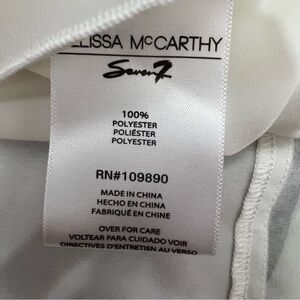 ELISSA McCARTHY
Seven7
100%
POLYESTER
POLIÉSTER
POLYESTER
RN#109890
MADE IN CHINA
HECHO EN CHINA
FABRIQUÉ EN CHINE
OVER FOR CARE
VOLTEAR PARA CUIDADO VOIR
DIRECTIVES D'ENTRETIEN AU VERSO